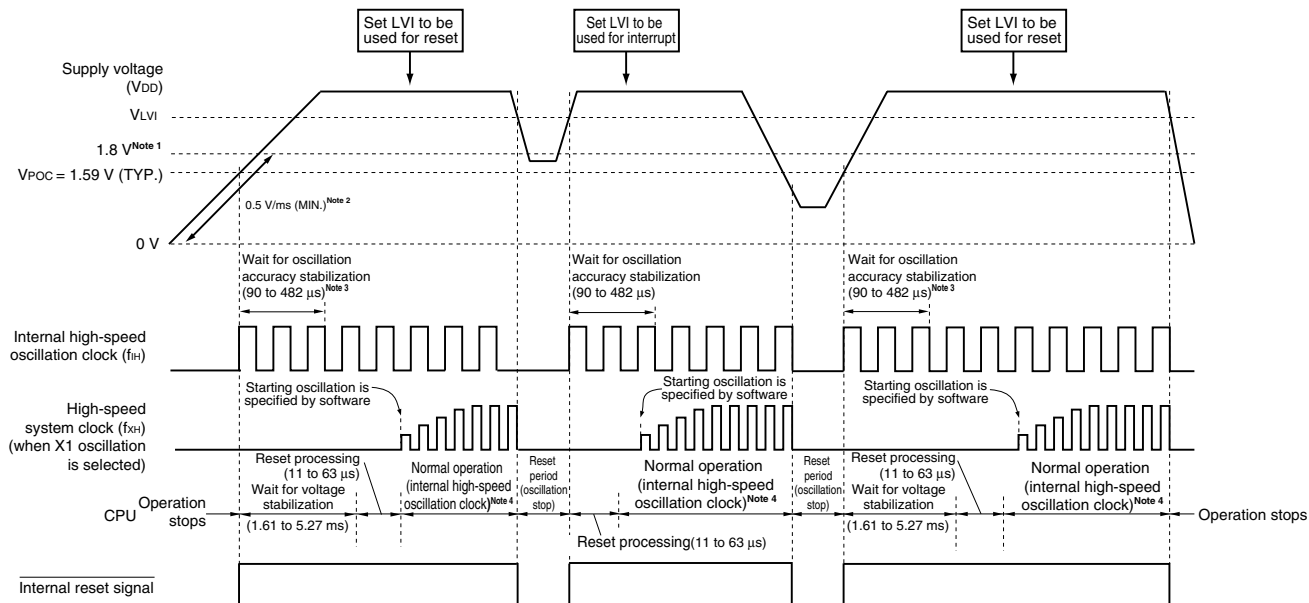 Set LVI to be
used for reset
Set LVI to be
used for interrupt
Set LVI to be
used for reset
Supply voltage
(VDD)
VLVI
1.8 V Note 1
VPOC = 1.59 V (TYP.)
0.5 V/ms (MIN.) Note 2
0 V
Wait for oscillation
accuracy stabilization
(90 to 482 μs) Note 3
Wait for oscillation
accuracy stabilization
(90 to 482 μs)
Wait for oscillation
accuracy stabilization
(90 to 482 μs) Note 3
Internal high-speed
oscillation clock (fIH)
Starting oscillation is
specified by software
Starting oscillation is
specified by software
Starting oscillation is
specified by software
High-speed
system clock (fXH)
(when X1 oscillation
is selected)
Reset processing
(11 to 63 μs)
Wait for voltage
stabilization
(1.61 to 5.27 ms)
Normal operation
(internal high-speed
oscillation clock) Note 4
Reset
period
(oscillation
stop)
Normal operation
(internal high-speed
oscillation clock) Note 4
Reset processing (11 to 63 μs)
Reset
period
(oscillation
stop)
Reset processing
(11 to 63 μs)
Wait for voltage
stabilization
(1.61 to 5.27 ms)
Normal operation
(internal high-speed
oscillation clock) Note 4
CPU
Operation
stops
Operation stops
Internal reset signal